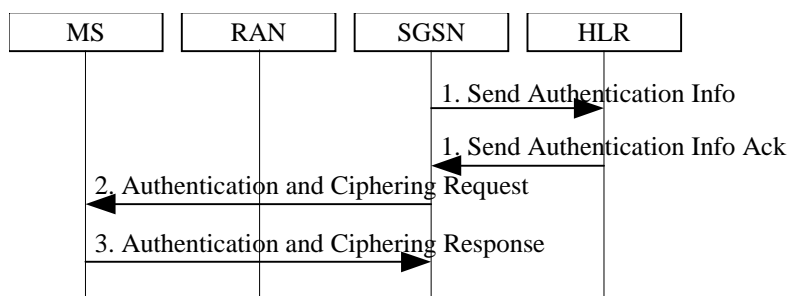 MS RAN SGSN HLR
1. Send Authentication Info
1. Send Authentication Info Ack
2. Authentication and Ciphering Request
3. Authentication and Ciphering Response